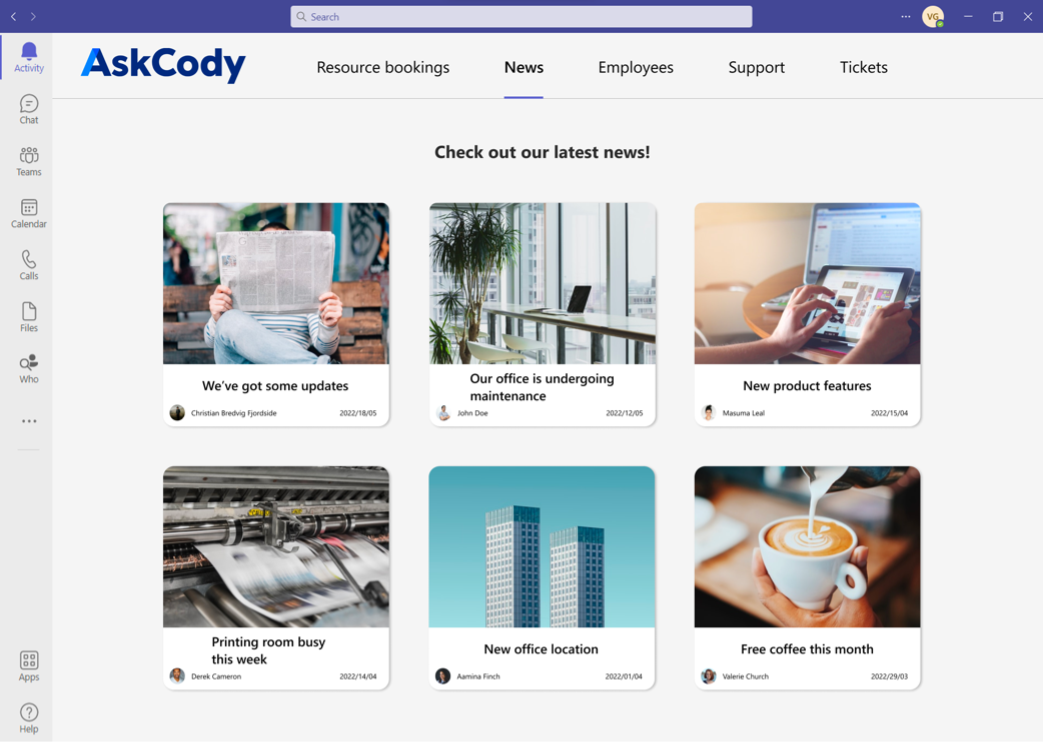 Search
VG
Activity
Chat
Teams
Calendar
Calls
Files
Who
Apps
Help
AskCody
Resource bookings
News
Employees
Support
Tickets
Check out our latest news!
We've got some updates
Christian Bredvig Fjordside 2022/18/05
Our office is undergoing
maintenance
John Doe 2022/12/05
New product features
Masuma Leal 2022/15/04
Printing room busy
this week
Derek Cameron 2022/14/04
New office location
Aamina Finch 2022/01/04
Free coffee this month
Valerie Church 2022/29/03